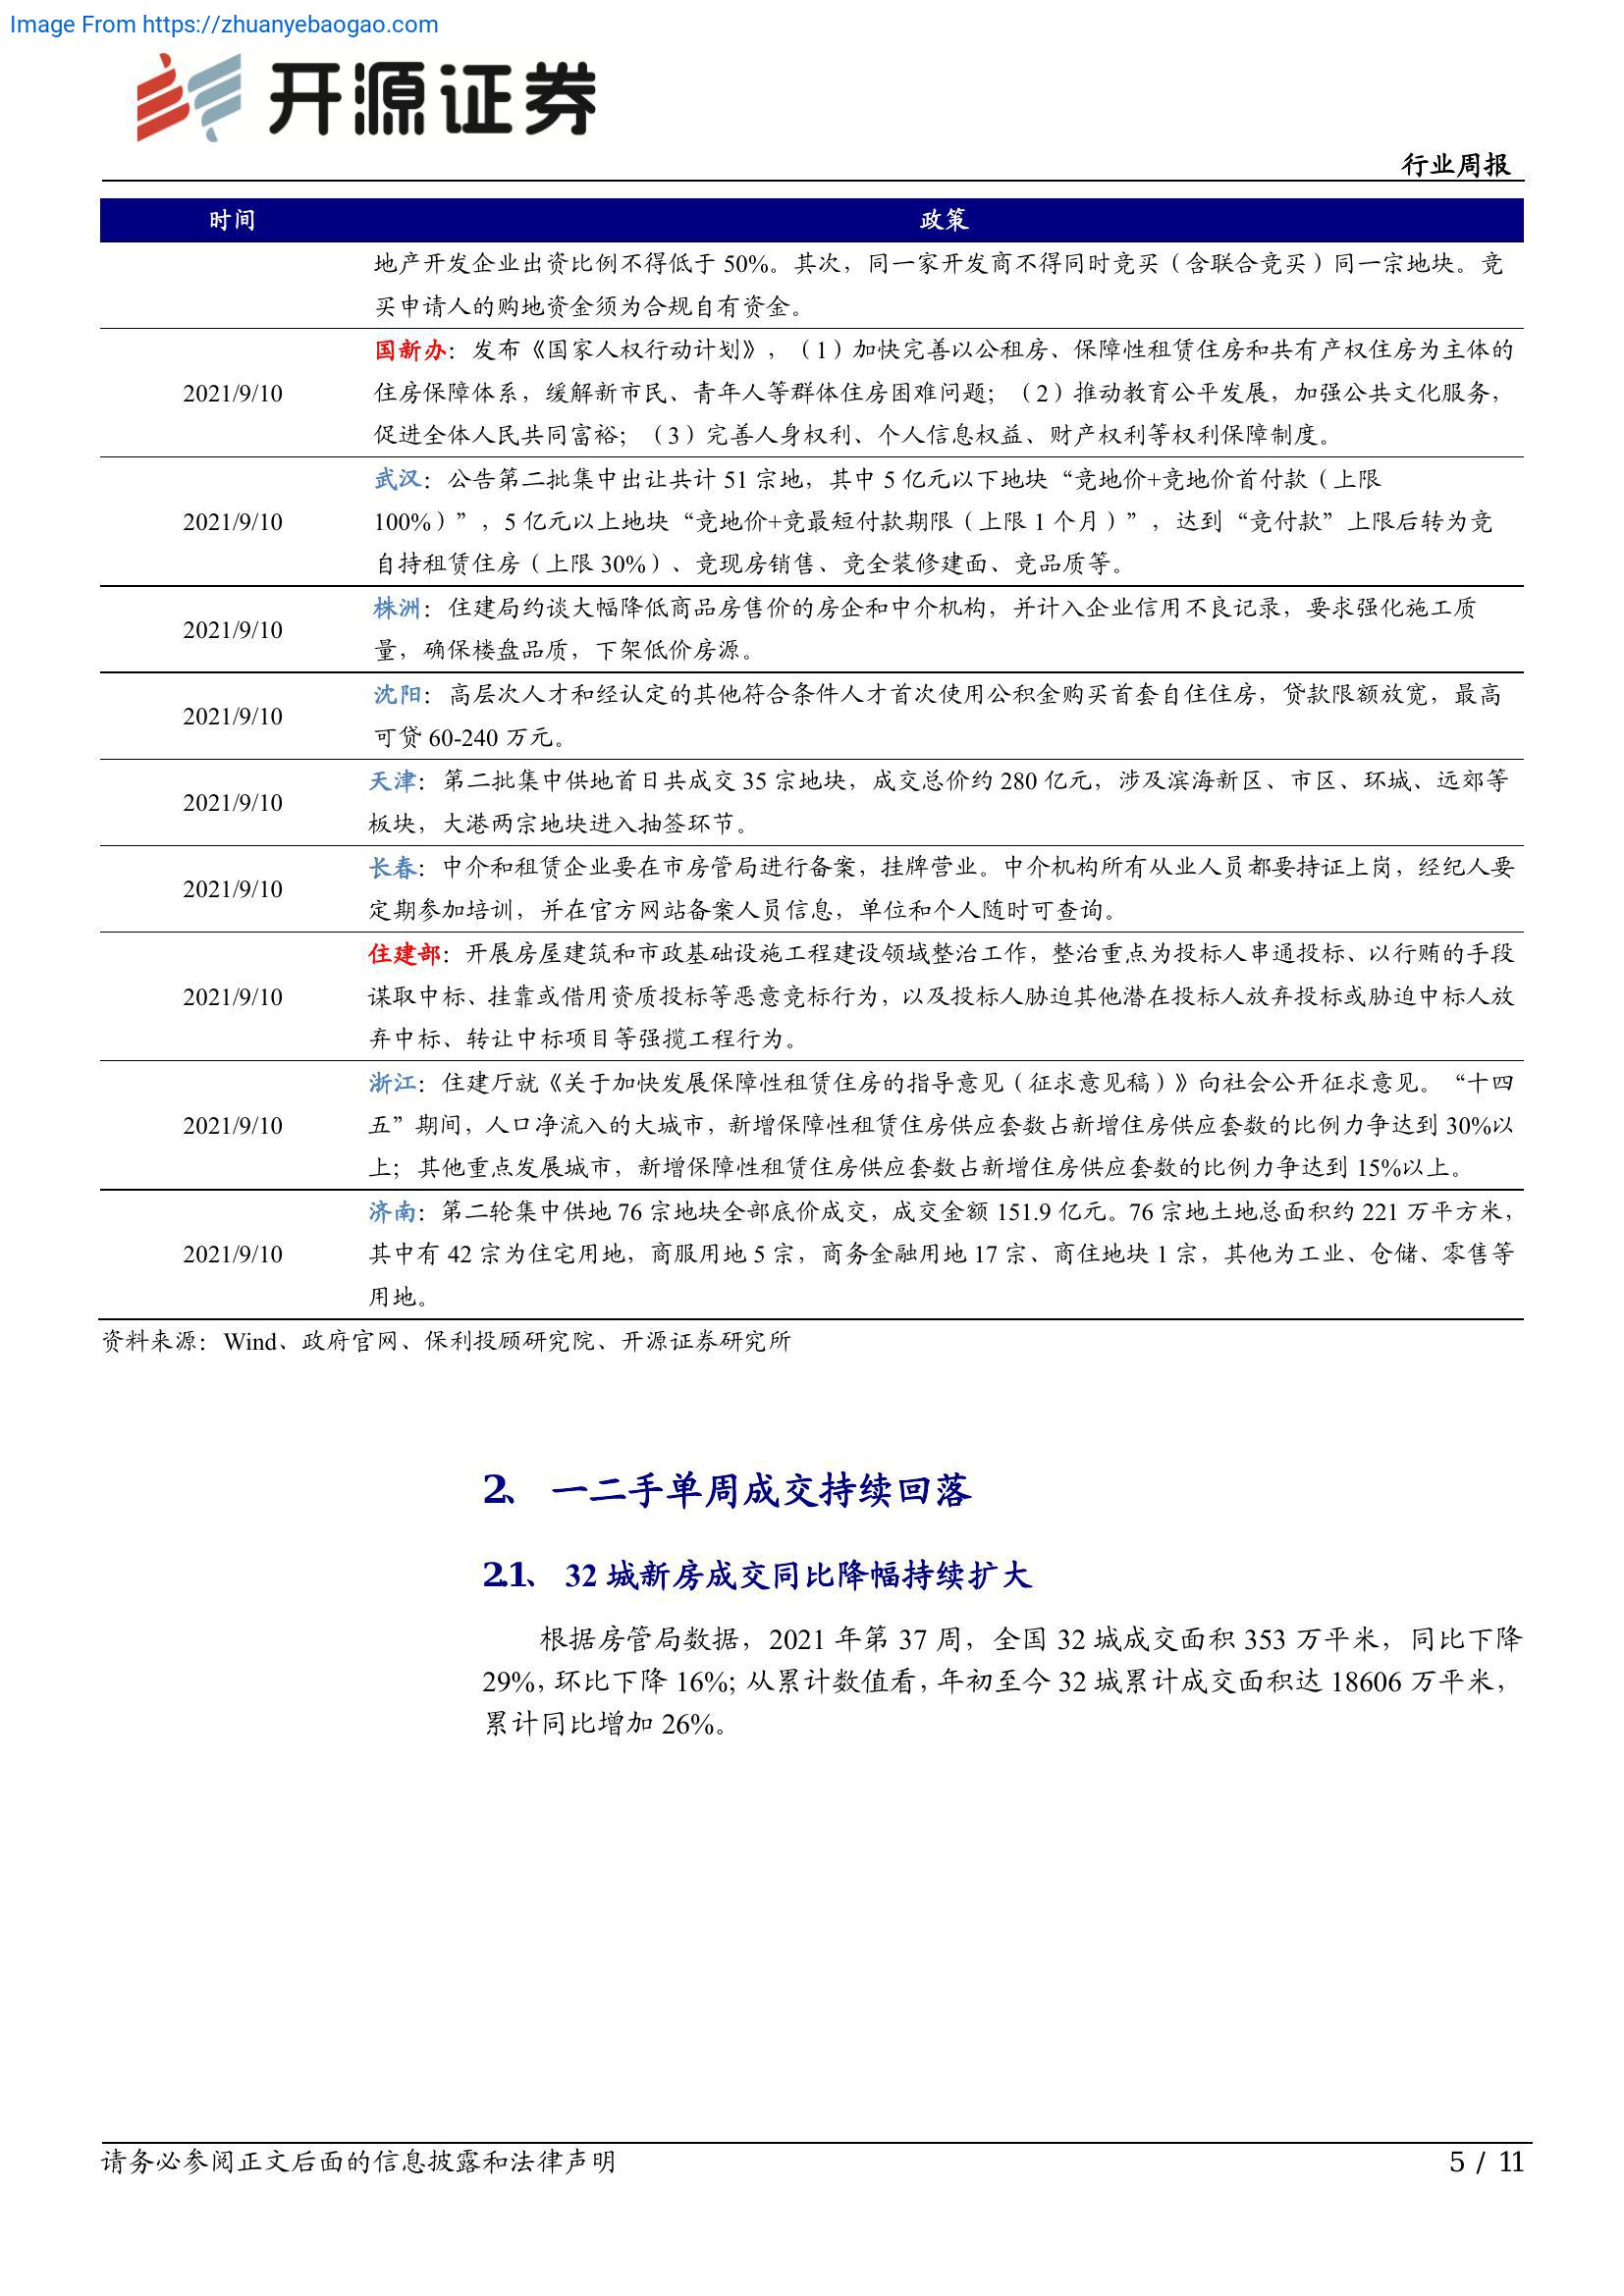 Image From https://zhuanyebaogao.com
开源证券
行业周报
时间 政策
地产开发企业出资比例不得低于 50%。其次，同一家开发商不得同时竞买（含联合竞买）同一宗地块。竞
买申请人的购地资金须为合规自有资金。
国新办：发布《国家人权行动计划》，（1）加快完善以公租房、保障性租赁住房和共有产权住房为主体的
2021/9/10 住房保障体系，缓解新市民、青年人等群体住房困难问题；（2）推动教育公平发展，加强公共文化服务，
促进全体人民共同富裕；（3）完善人身权利、个人信息权益、财产权利等权利保障制度。
武汉：公告第二批集中出让共计 51 宗地，其中 5 亿元以下地块“竞地价+竞地价首付款（上限
2021/9/10 100%）”，5 亿元以上地块“竞地价+竞最短付款期限（上限 1 个月）”，达到“竞付款”上限后转为竞
自持租赁住房（上限 30%）、竞现房销售、竞全装修建面、竞品质等。
2021/9/10 株洲：住建局约谈大幅降低商品房售价的房企和中介机构，并计入企业信用不良记录，要求强化施工质
量，确保楼盘品质，下架低价房源。
2021/9/10 沈阳：高层次人才和经认定的其他符合条件人才首次使用公积金购买首套自住住房，贷款限额放宽，最高
可贷 60-240 万元。
2021/9/10 天津：第二批集中供地首日共成交 35 宗地块，成交总价约 280 亿元，涉及滨海新区、市区、环城、远郊等
板块，大港两宗地块进入抽签环节。
2021/9/10 长春：中介和租赁企业要在市房管局进行备案，挂牌营业。中介机构所有从业人员都要持证上岗，经纪人要
定期参加培训，并在官方网站备案人员信息，单位和个人随时可查询。
住建部：开展房屋建筑和市政基础设施工程建设领域整治工作，整治重点为投标人串通投标、以行贿的手段
2021/9/10 谋取中标、挂靠或借用资质投标等恶意竞标行为，以及投标人胁迫其他潜在投标人放弃投标或胁迫中标人放
弃中标、转让中标项目等强揽工程行为。
浙江：住建厅就《关于加快发展保障性租赁住房的指导意见（征求意见稿）》向社会公开征求意见。“十四
2021/9/10 五”期间，人口净流入的大城市，新增保障性租赁住房供应套数占新增住房供应套数的比例力争达到 30%以
上；其他重点发展城市，新增保障性租赁住房供应套数占新增住房供应套数的比例力争达到 15%以上。
济南：第二轮集中供地 76 宗地块全部底价成交，成交金额 151.9 亿元。76 宗地土地总面积约 221 万平方米，
2021/9/10 其中有 42 宗为住宅用地，商服用地 5 宗，商务金融用地 17 宗、商住地块 1 宗，其他为工业、仓储、零售等
用地。
资料来源：Wind、政府官网、保利投顾研究院、开源证券研究所
2、 一二手单周成交持续回落
2.1、 32 城新房成交同比降幅持续扩大
根据房管局数据，2021 年第 37 周，全国 32 城成交面积 353 万平米，同比下降
29%，环比下降 16%；从累计数值看，年初至今 32 城累计成交面积达 18606 万平米，
累计同比增加 26%。
请务必参阅正文后面的信息披露和法律声明 5 / 11